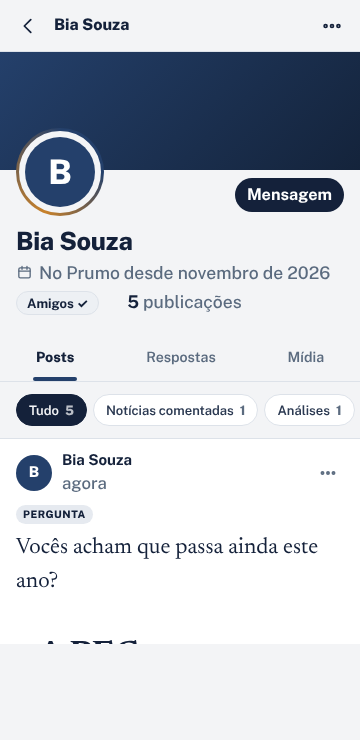 Bia Souza
B
Mensagem
Bia Souza
No Prumo desde novembro de 2026
Amigos ✓ 5 publicações
Posts Respostas Mídia
Tudo 5 Notícias comentadas 1 Análises 1
B Bia Souza
agora
PERGUNTA
Vocês acham que passa ainda este
ano?